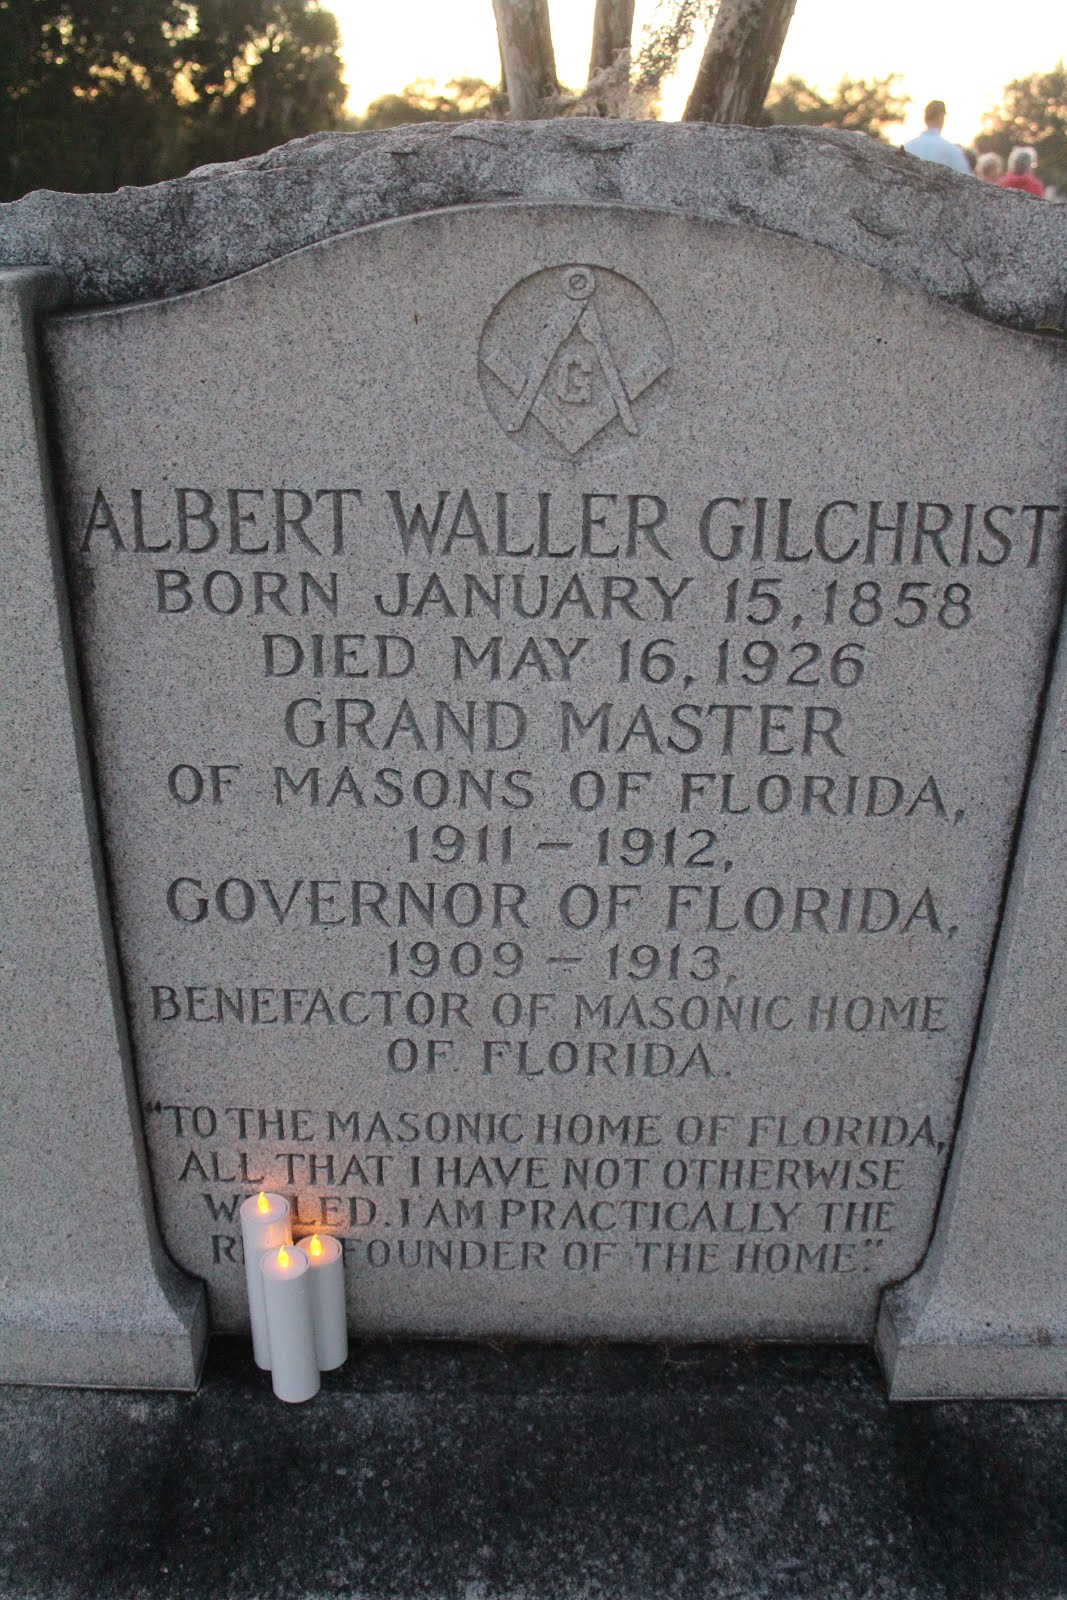 G
ALBERT WALLER GILCHRIST
BORN JANUARY 15, 1858
DIED MAY 16, 1926
GRAND MASTER
OF MASONS OF FLORIDA,
1911 – 1912,
GOVERNOR OF FLORIDA,
1909 – 1913,
BENEFACTOR OF MASONIC HOME
OF FLORIDA.
"TO THE MASONIC HOME OF FLORIDA,
ALL THAT I HAVE NOT OTHERWISE
I AM PRACTICALLY THE
FOUNDER OF THE HOME."